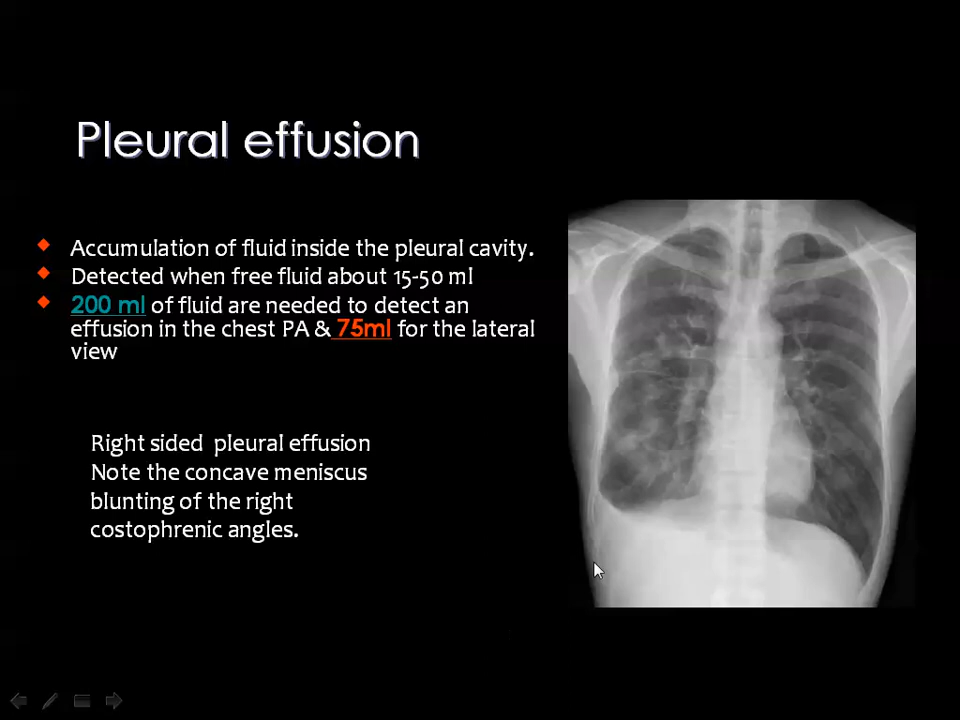 Pleural effusion
Accumulation of fluid inside the pleural cavity.
Detected when free fluid about 15-50 ml
200 ml of fluid are needed to detect an
effusion in the chest PA & 75ml for the lateral
view
Right sided pleural effusion
Note the concave meniscus
blunting of the right
costophrenic angles.